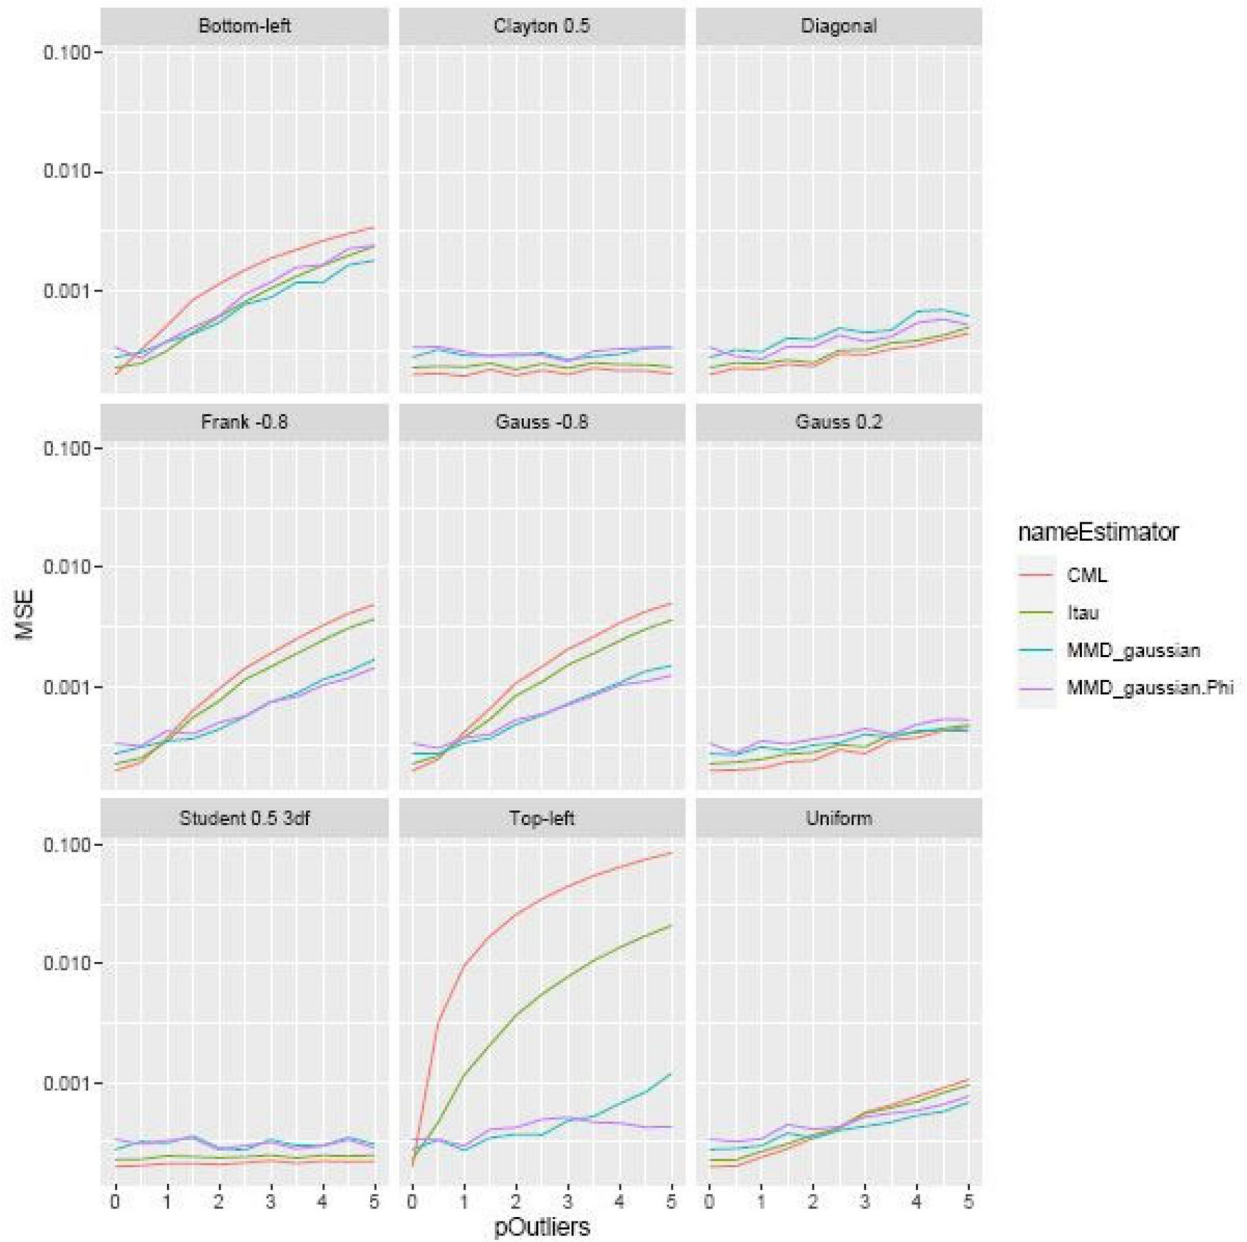 Bottom-left Clayton 0.5 Diagonal
0.100
0.010
0.001
Frank -0.8 Gauss -0.8 Gauss 0.2
0.100
0.010
0.001
MSE
nameEstimator
CML
Itau
MMD_gaussian
MMD_gaussian.Phi
Student 0.5 3df Top-left Uniform
0.100
0.010
0.001
0 1 2 3 4 5 0 1 2 3 4 5 0 1 2 3 4 5
pOutliers